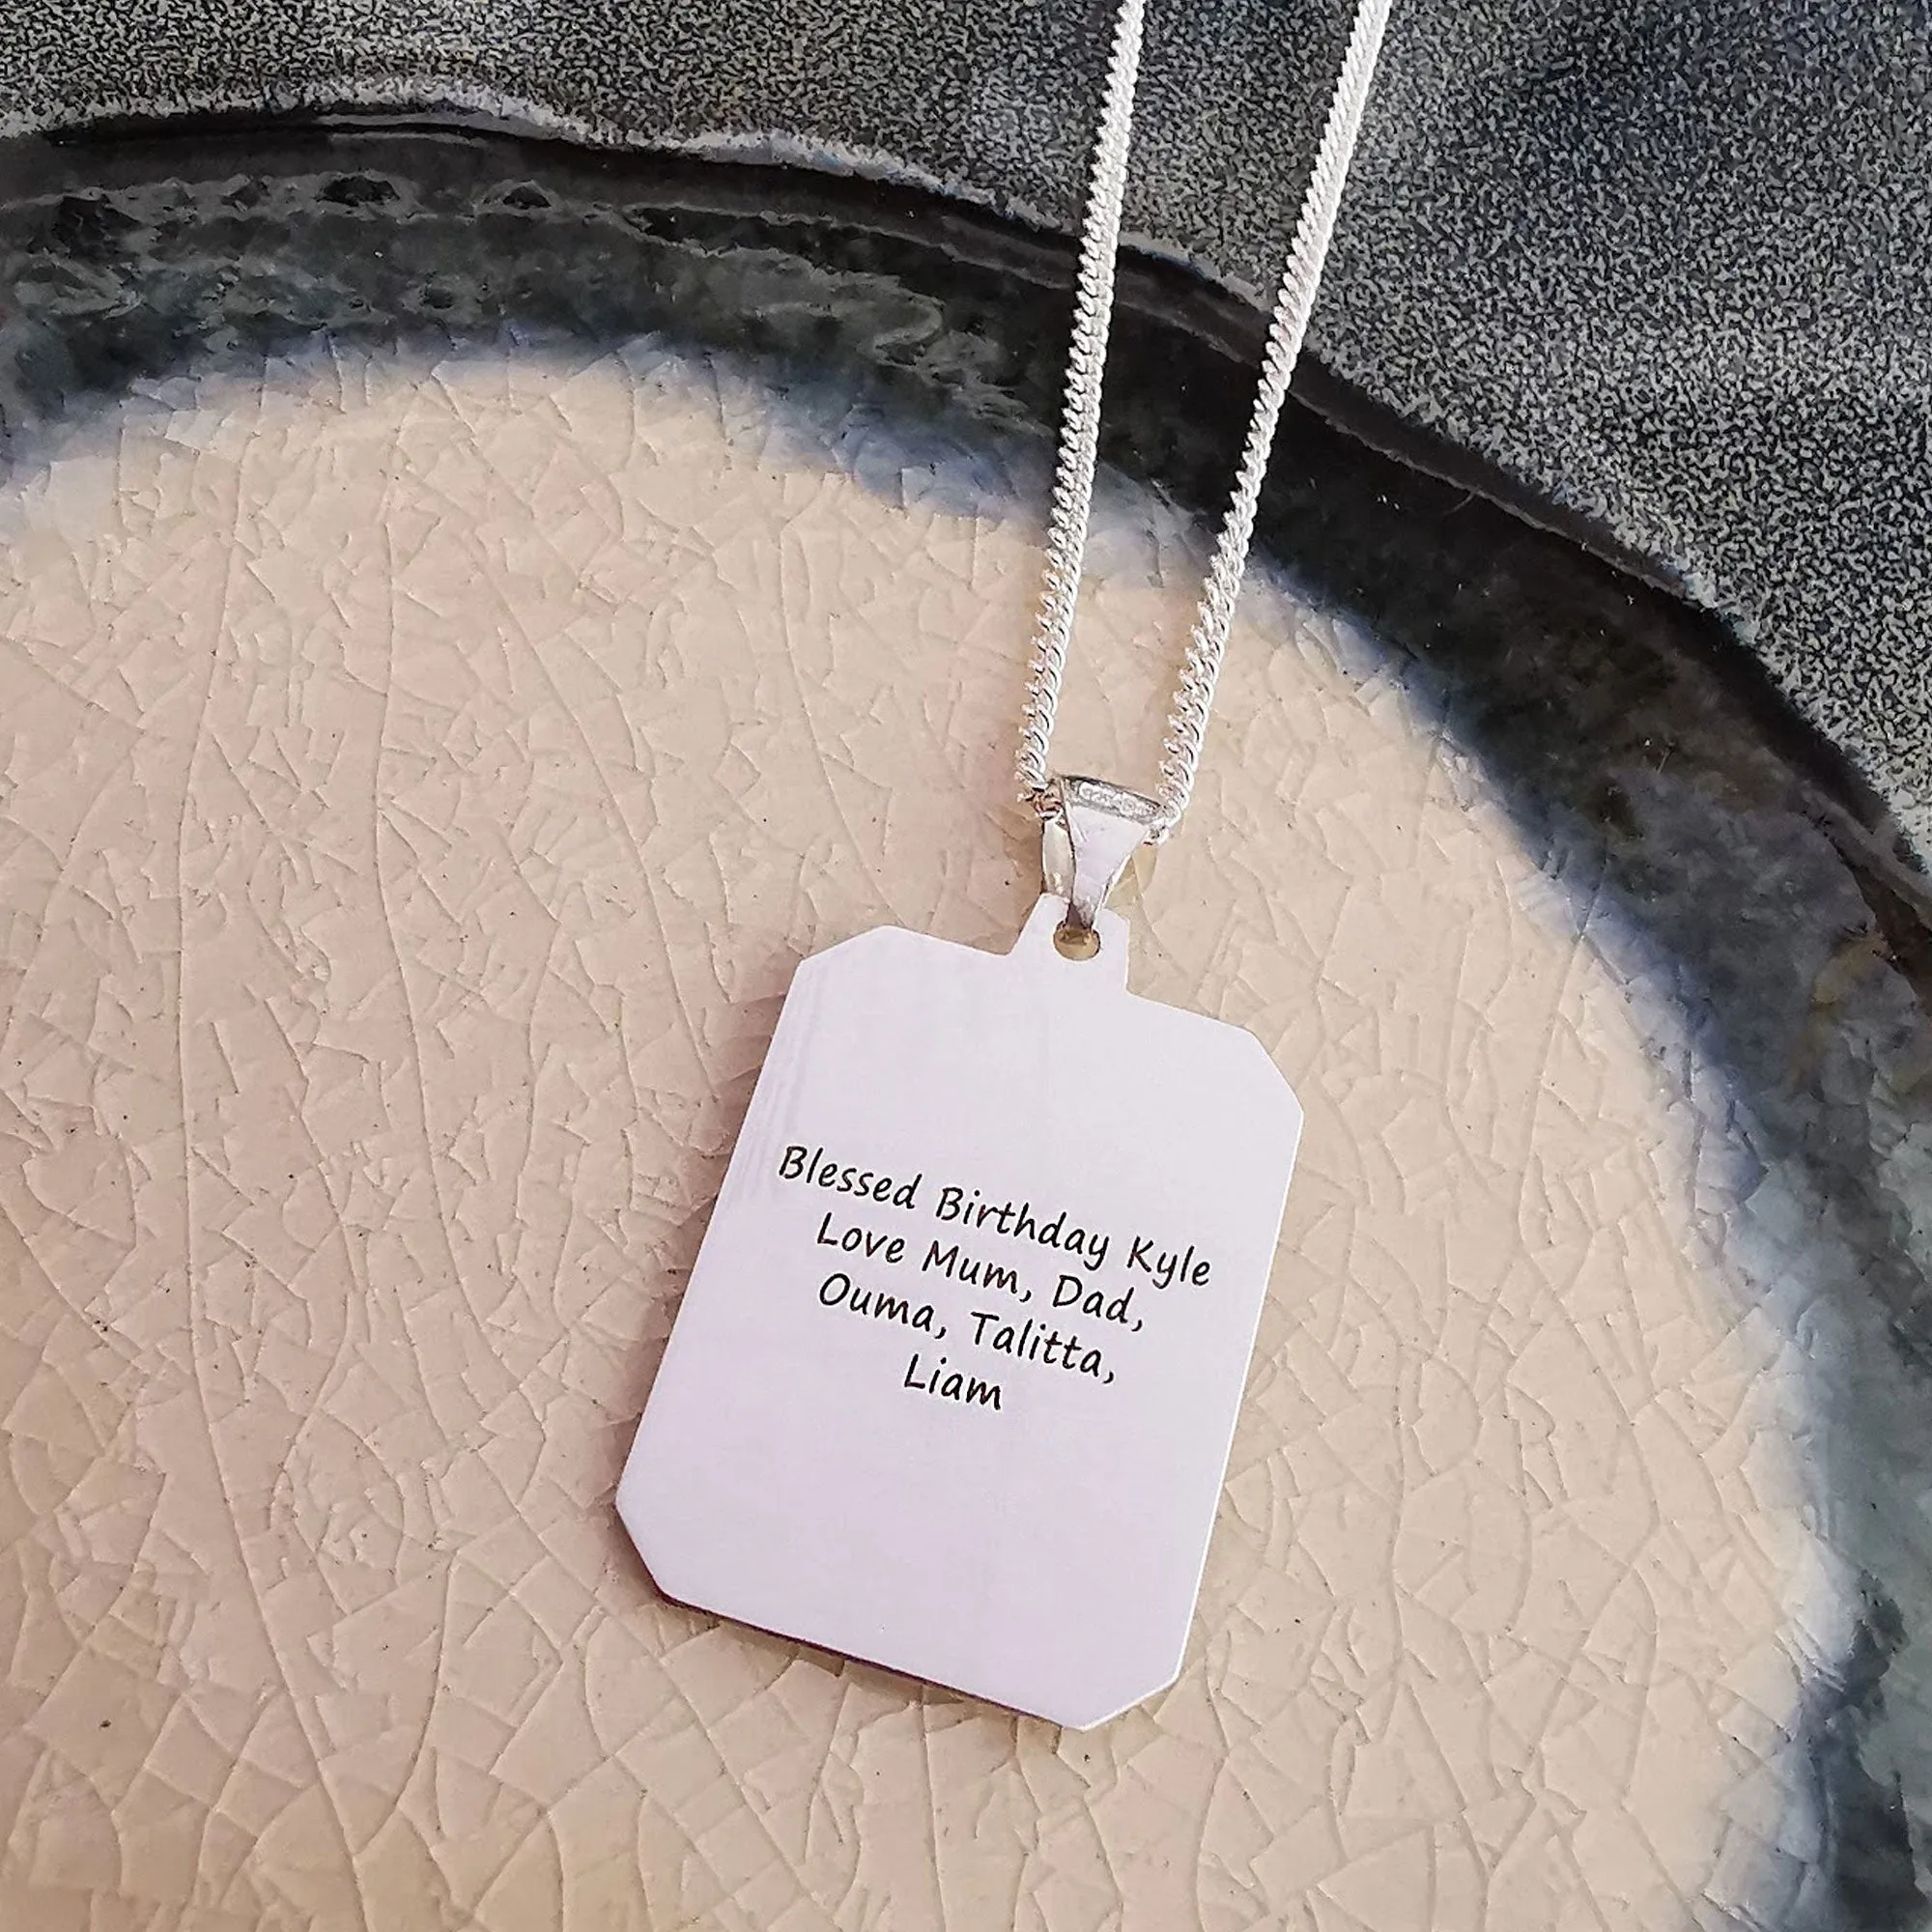 Blessed Birthday Kyle
Love Mum, Dad,
Ouma, Talitta,
Liam